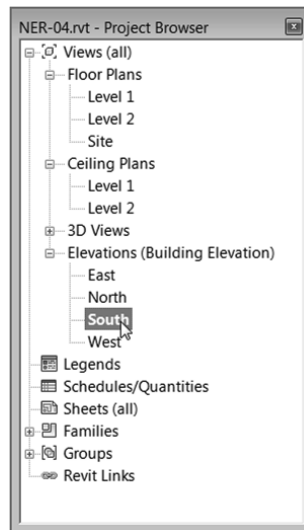 NER-04.rvt - Project Browser
Views (all)
Floor Plans
Level 1
Level 2
Site
Ceiling Plans
Level 1
Level 2
3D Views
Elevations (Building Elevation)
East
North
South
West
Legends
Schedules/Quantities
Sheets (all)
Families
Groups
Revit Links